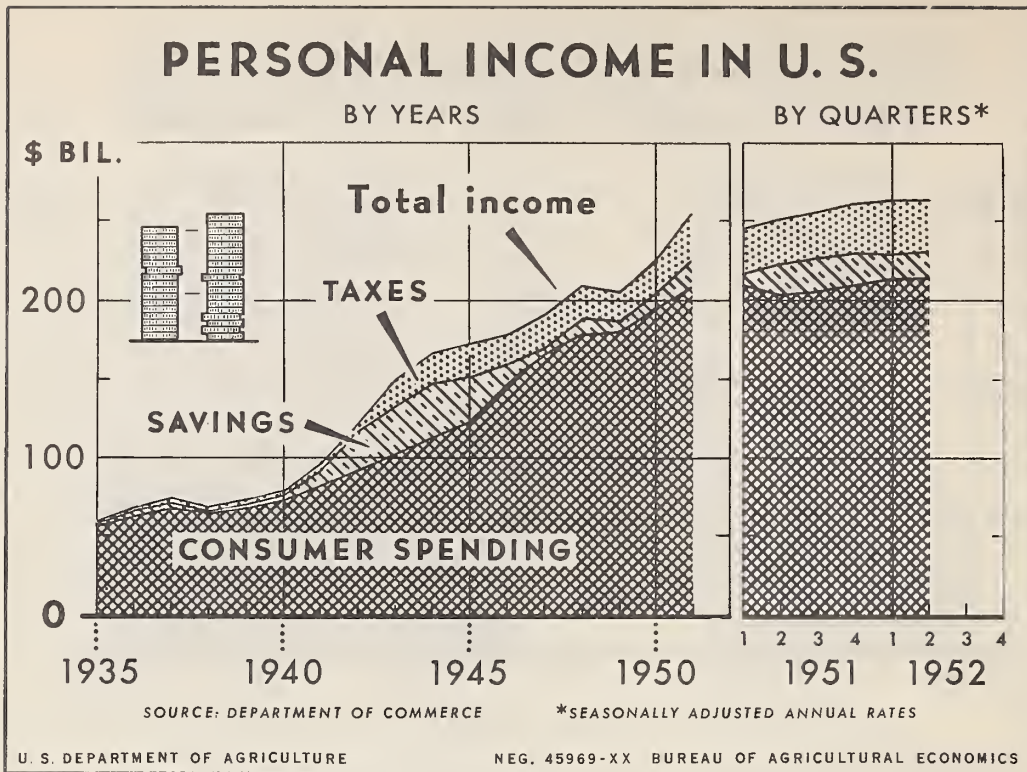 PERSONAL INCOME IN U. S.
BY YEARS
BY QUARTERS*
$ BIL.
Total income
TAXES
200
SAVINGS
100
CONSUMER SPENDING
0
1 2 3 4 1 2 3 4
1935 1940 1945 1950 1951 1952
SOURCE: DEPARTMENT OF COMMERCE *SEASONALLY ADJUSTED ANNUAL RATES
U. S. DEPARTMENT OF AGRICULTURE NEG. 45969-XX BUREAU OF AGRICULTURAL ECONOMICS